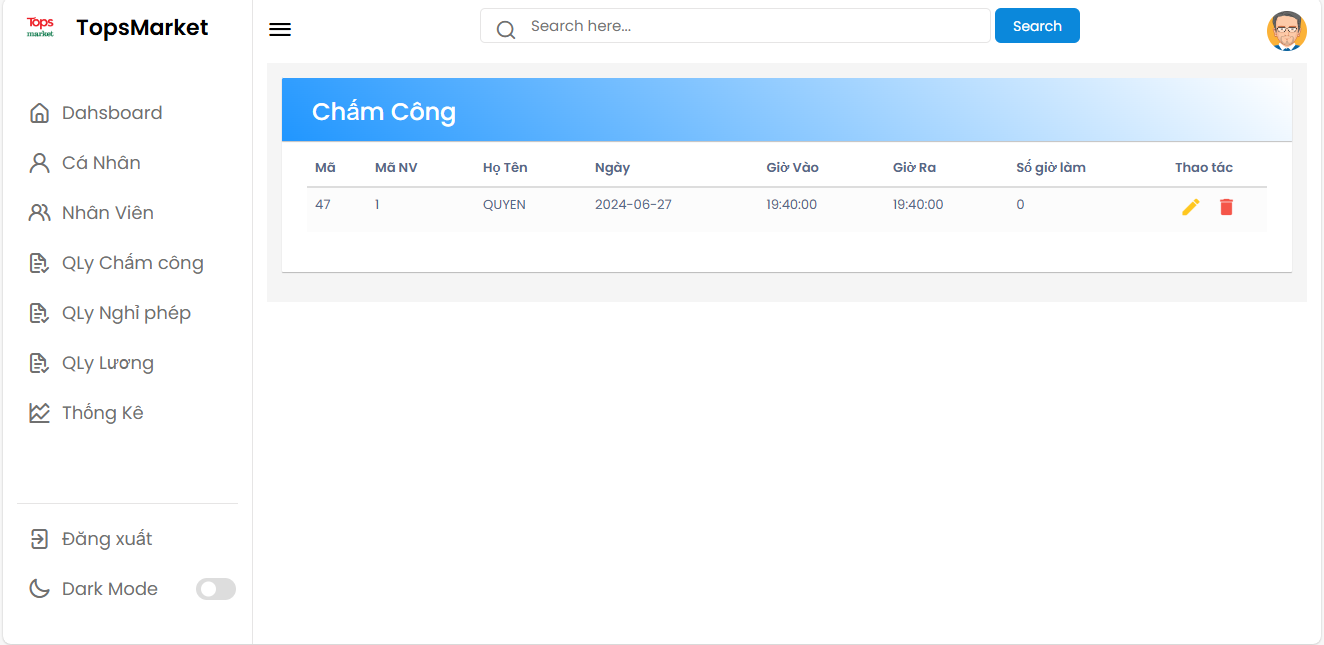 Tops
market
TopsMarket
Search here...
Search
Dahsboard
Cá Nhân
Nhân Viên
QLy Chấm công
QLy Nghỉ phép
QLy Lương
Thống Kê
Đăng xuất
Dark Mode
Chấm Công
Mã Mã NV Họ Tên Ngày Giờ Vào Giờ Ra Số giờ làm Thao tác
47 1 QUYEN 2024-06-27 19:40:00 19:40:00 0